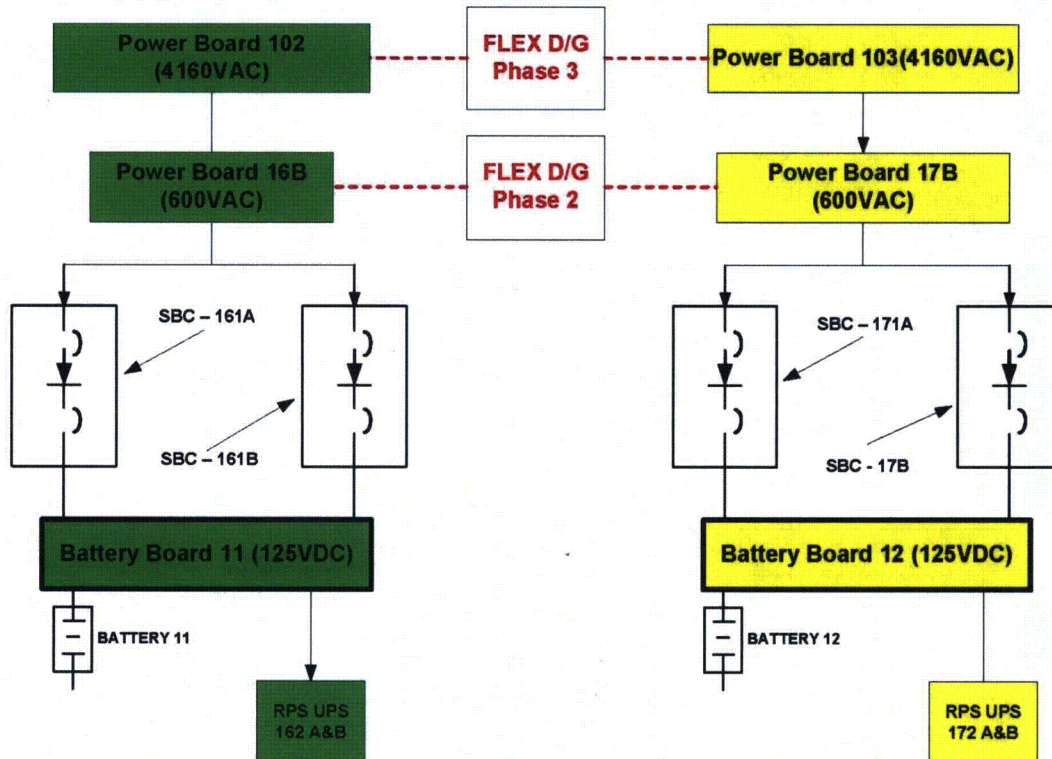 Power Board 102
(4160VAC)
FLEX D/G
Phase 3
Power Board 103(4160VAC)
Power Board 16B
(600VAC)
FLEX D/G
Phase 2
Power Board 17B
(600VAC)
SBC – 161A
SBC – 161B
SBC – 171A
SBC - 17B
Battery Board 11 (125VDC)
Battery Board 12 (125VDC)
BATTERY 11
BATTERY 12
RPS UPS
162 A&B
RPS UPS
172 A&B